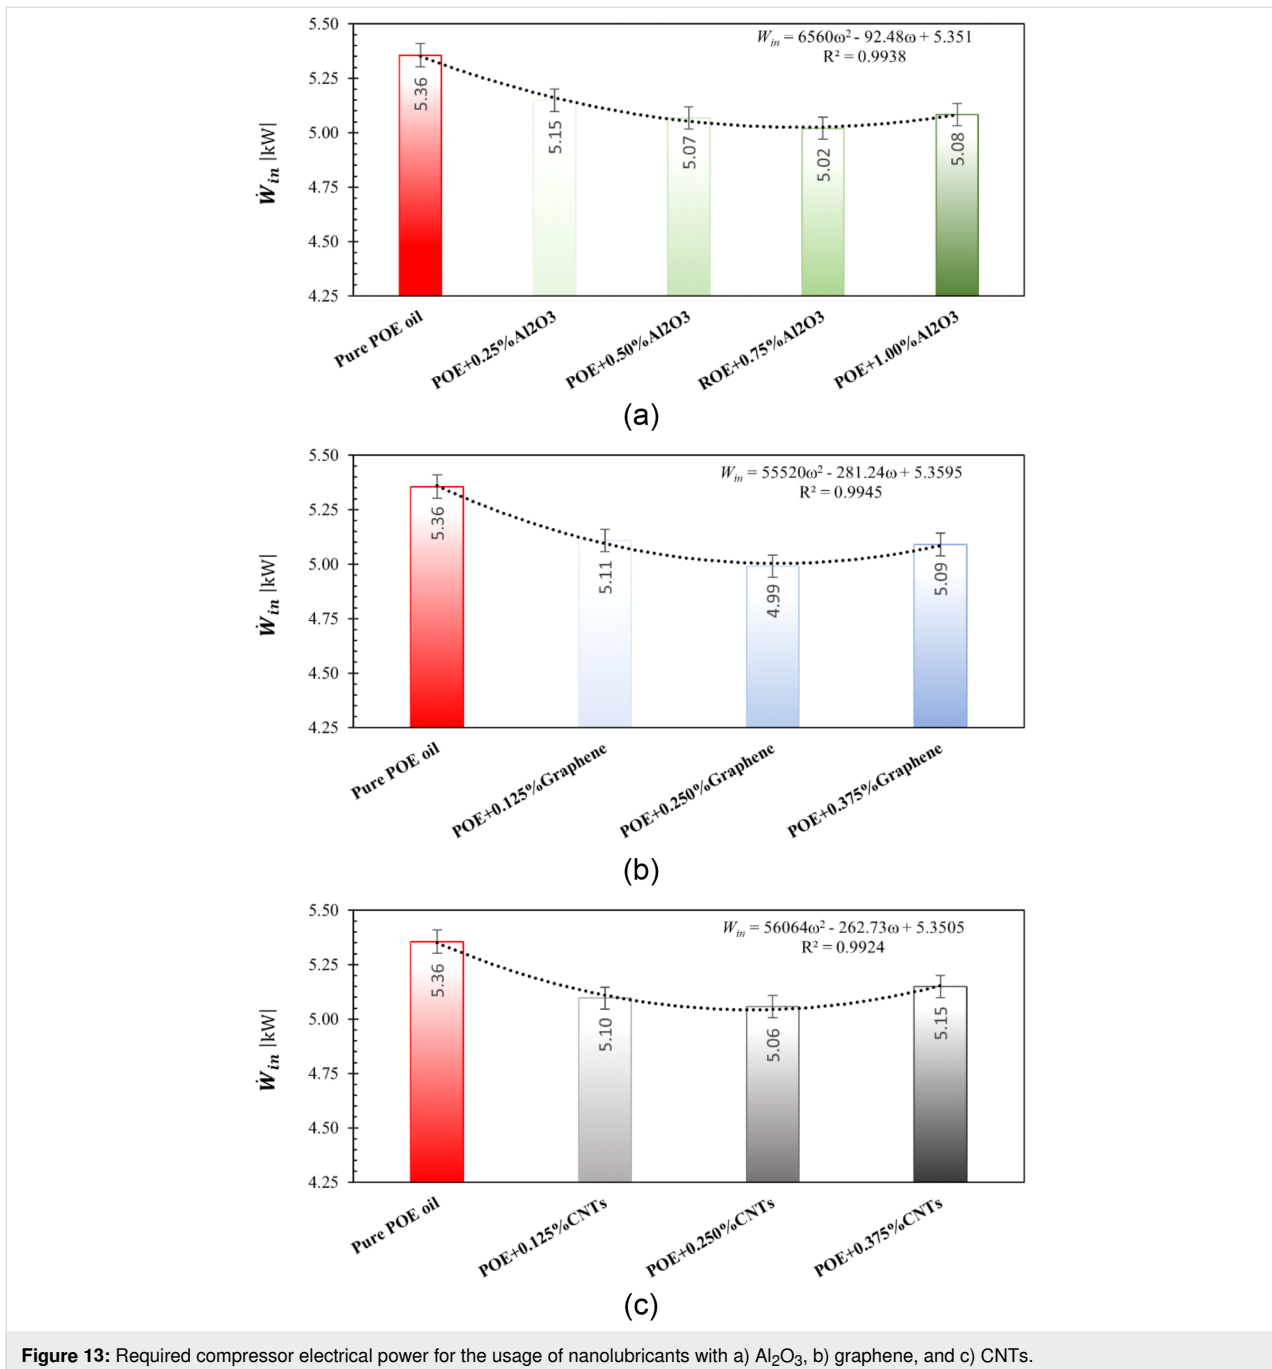 5.50
5.25
5.00
4.75
4.50
4.25
Ẇin |kW|
Win = 6560ω² - 92.48ω + 5.351
R² = 0.9938
5.36
5.15
5.07
5.02
5.08
Pure POE oil
POE+0.25%Al2O3
POE+0.50%Al2O3
ROE+0.75%Al2O3
POE+1.00%Al2O3
(a)
5.50
5.25
5.00
4.75
4.50
4.25
Ẇin |kW|
Win = 55520ω² - 281.24ω + 5.3595
R² = 0.9945
5.36
5.11
4.99
5.09
Pure POE oil
POE+0.125%Graphene
POE+0.250%Graphene
POE+0.375%Graphene
(b)
5.50
5.25
5.00
4.75
4.50
4.25
Ẇin |kW|
Win = 56064ω² - 262.73ω + 5.3505
R² = 0.9924
5.36
5.10
5.06
5.15
Pure POE oil
POE+0.125%CNTs
POE+0.250%CNTs
POE+0.375%CNTs
(c)
Figure 13: Required compressor electrical power for the usage of nanolubricants with a) Al₂O₃, b) graphene, and c) CNTs.